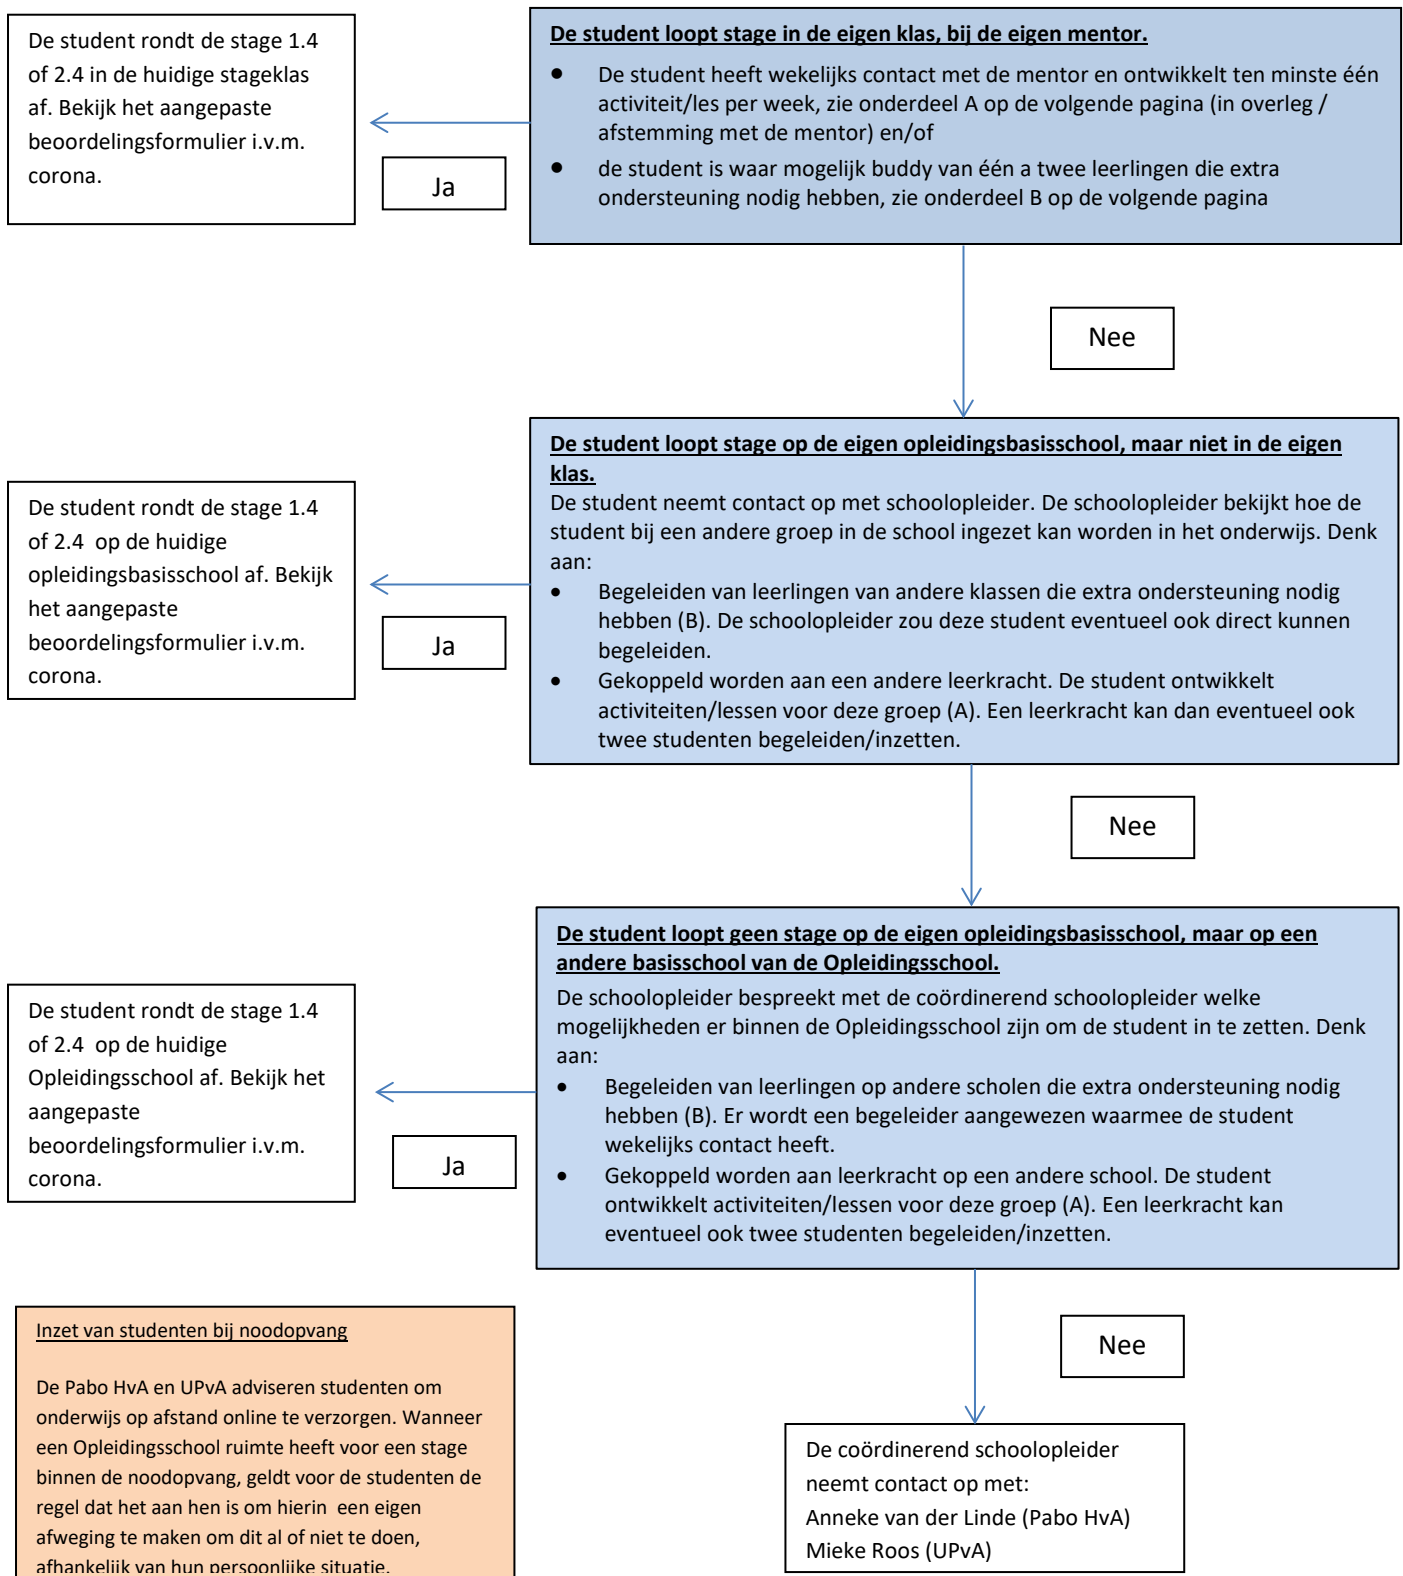 De student rondt de stage 1.4
of 2.4 in de huidige stageklas
af. Bekijk het aangepaste
beoordelingsformulier i.v.m.
corona.
Ja
De student loopt stage in de eigen klas, bij de eigen mentor.
• De student heeft wekelijks contact met de mentor en ontwikkelt ten minste één
activiteit/les per week, zie onderdeel A op de volgende pagina (in overleg /
afstemming met de mentor) en/of
• de student is waar mogelijk buddy van één a twee leerlingen die extra
ondersteuning nodig hebben, zie onderdeel B op de volgende pagina
Nee
De student rondt de stage 1.4
of 2.4 op de huidige
opleidingsbasisschool af. Bekijk
het aangepaste
beoordelingsformulier i.v.m.
corona.
Ja
De student loopt stage op de eigen opleidingsbasisschool, maar niet in de eigen
klas.
De student neemt contact op met schoolopleider. De schoolopleider bekijkt hoe de
student bij een andere groep in de school ingezet kan worden in het onderwijs. Denk
aan:
• Begeleiden van leerlingen van andere klassen die extra ondersteuning nodig
hebben (B). De schoolopleider zou deze student eventueel ook direct kunnen
begeleiden.
• Gekoppeld worden aan een andere leerkracht. De student ontwikkelt
activiteiten/lessen voor deze groep (A). Een leerkracht kan dan eventueel ook
twee studenten begeleiden/inzetten.
Nee
De student rondt de stage 1.4
of 2.4 op de huidige
Opleidingsschool af. Bekijk het
aangepaste
beoordelingsformulier i.v.m.
corona.
Ja
De student loopt geen stage op de eigen opleidingsbasisschool, maar op een
andere basisschool van de Opleidingsschool.
De schoolopleider bespreekt met de coördinerend schoolopleider welke
mogelijkheden er binnen de Opleidingsschool zijn om de student in te zetten. Denk
aan:
• Begeleiden van leerlingen op andere scholen die extra ondersteuning nodig
hebben (B). Er wordt een begeleider aangewezen waarmee de student
wekelijks contact heeft.
• Gekoppeld worden aan leerkracht op een andere school. De student
ontwikkelt activiteiten/lessen voor deze groep (A). Een leerkracht kan
eventueel ook twee studenten begeleiden/inzetten.
Nee
Inzet van studenten bij noodopvang
De Pabo HvA en UPvA adviseren studenten om
onderwijs op afstand online te verzorgen. Wanneer
een Opleidingsschool ruimte heeft voor een stage
binnen de noodopvang, geldt voor de studenten de
regel dat het aan hen is om hierin een eigen
afweging te maken om dit al of niet te doen,
afhankelijk van hun persoonlijke situatie.
De coördinerend schoolopleider
neemt contact op met:
Anneke van der Linde (Pabo HvA)
Mieke Roos (UPvA)